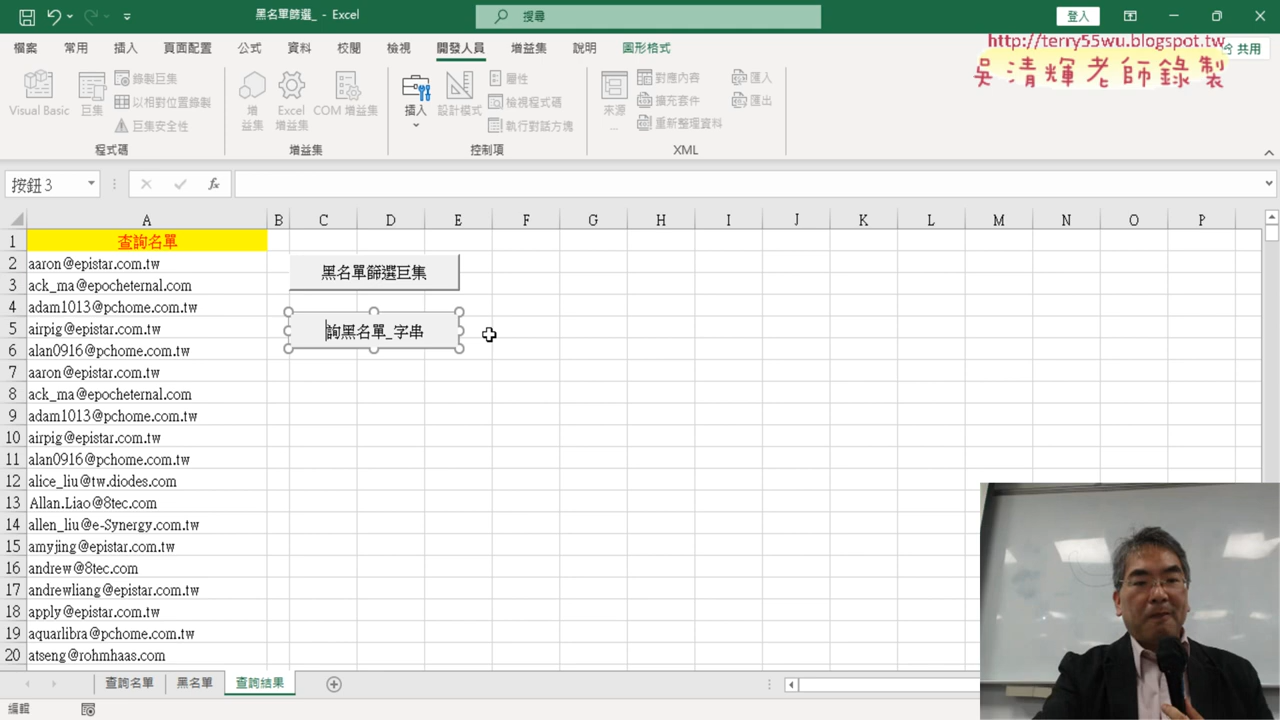 黑名單篩選_ - Excel
搜尋
登入
檔案
常用
插入
頁面配置
公式
資料
校閱
檢視
開發人員
增益集
說明
圖形格式
共用
http://terry55wu.blogspot.tw
吳清輝老師錄製
Visual Basic
巨集
錄製巨集
以相對位置錄製
巨集安全性
程式碼
增益集
Excel 增益集
COM 增益集
增益集
插入
設計模式
屬性
檢視程式碼
執行對話方塊
控制項
來源
...
對應內容
擴充套件
重新整理資料
匯入
匯出
XML
按鈕 3
fx
A B C D E F G H I J K L M N O P
1 查詢名單
2 aaron@epistar.com.tw
3 ack_ma@epocheternal.com
4 adam1013@pchome.com.tw
5 airpig@epistar.com.tw
6 alan0916@pchome.com.tw
7 aaron@epistar.com.tw
8 ack_ma@epocheternal.com
9 adam1013@pchome.com.tw
10 airpig@epistar.com.tw
11 alan0916@pchome.com.tw
12 alice_liu@tw.diodes.com
13 Allan.Liao@8tec.com
14 allen_liu@e-Synergy.com.tw
15 amyjing@epistar.com.tw
16 andrew@8tec.com
17 andrewliang@epistar.com.tw
18 apply@epistar.com.tw
19 aquarlibra@pchome.com.tw
20 atseng@rohmhaas.com
黑名單篩選巨集
詢黑名單_字串
查詢名單
黑名單
查詢結果
編輯